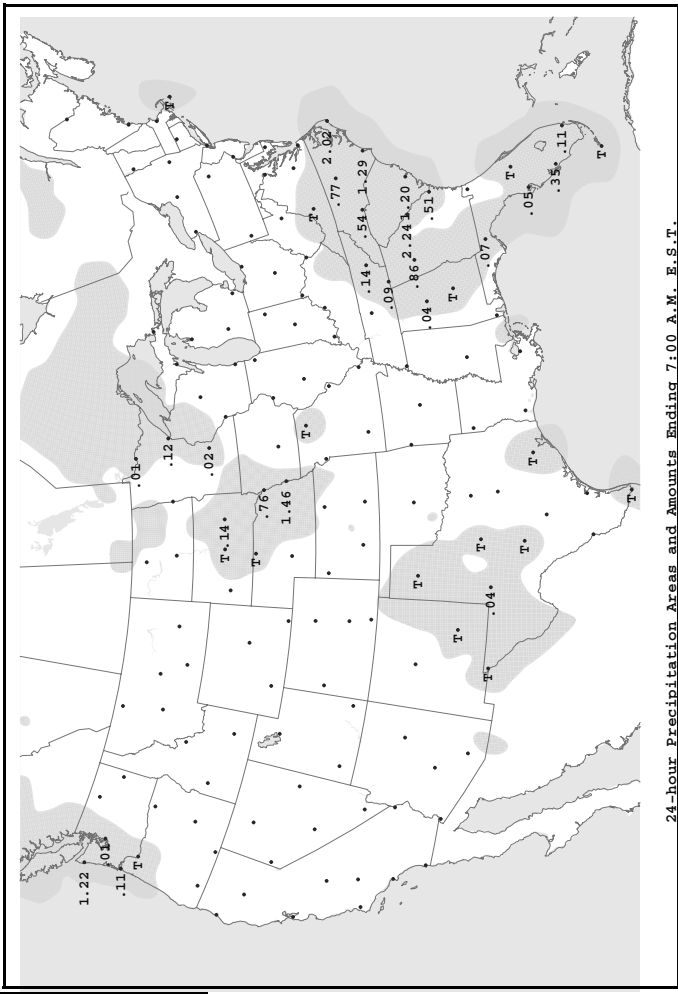 T
2.02
.11
T
1.29
.77
T
.35
1.20
.05
.51
T
.54
2.24
.07
.14
.86
.09
T
.04
T
.12
.02
T
.01
.76
T
1.46
.14
T
T
T
T
T
.04
T
T
.01
T
.11
1.22
24-hour Precipitation Areas and Amounts Ending 7:00 A.M. E.S.T.